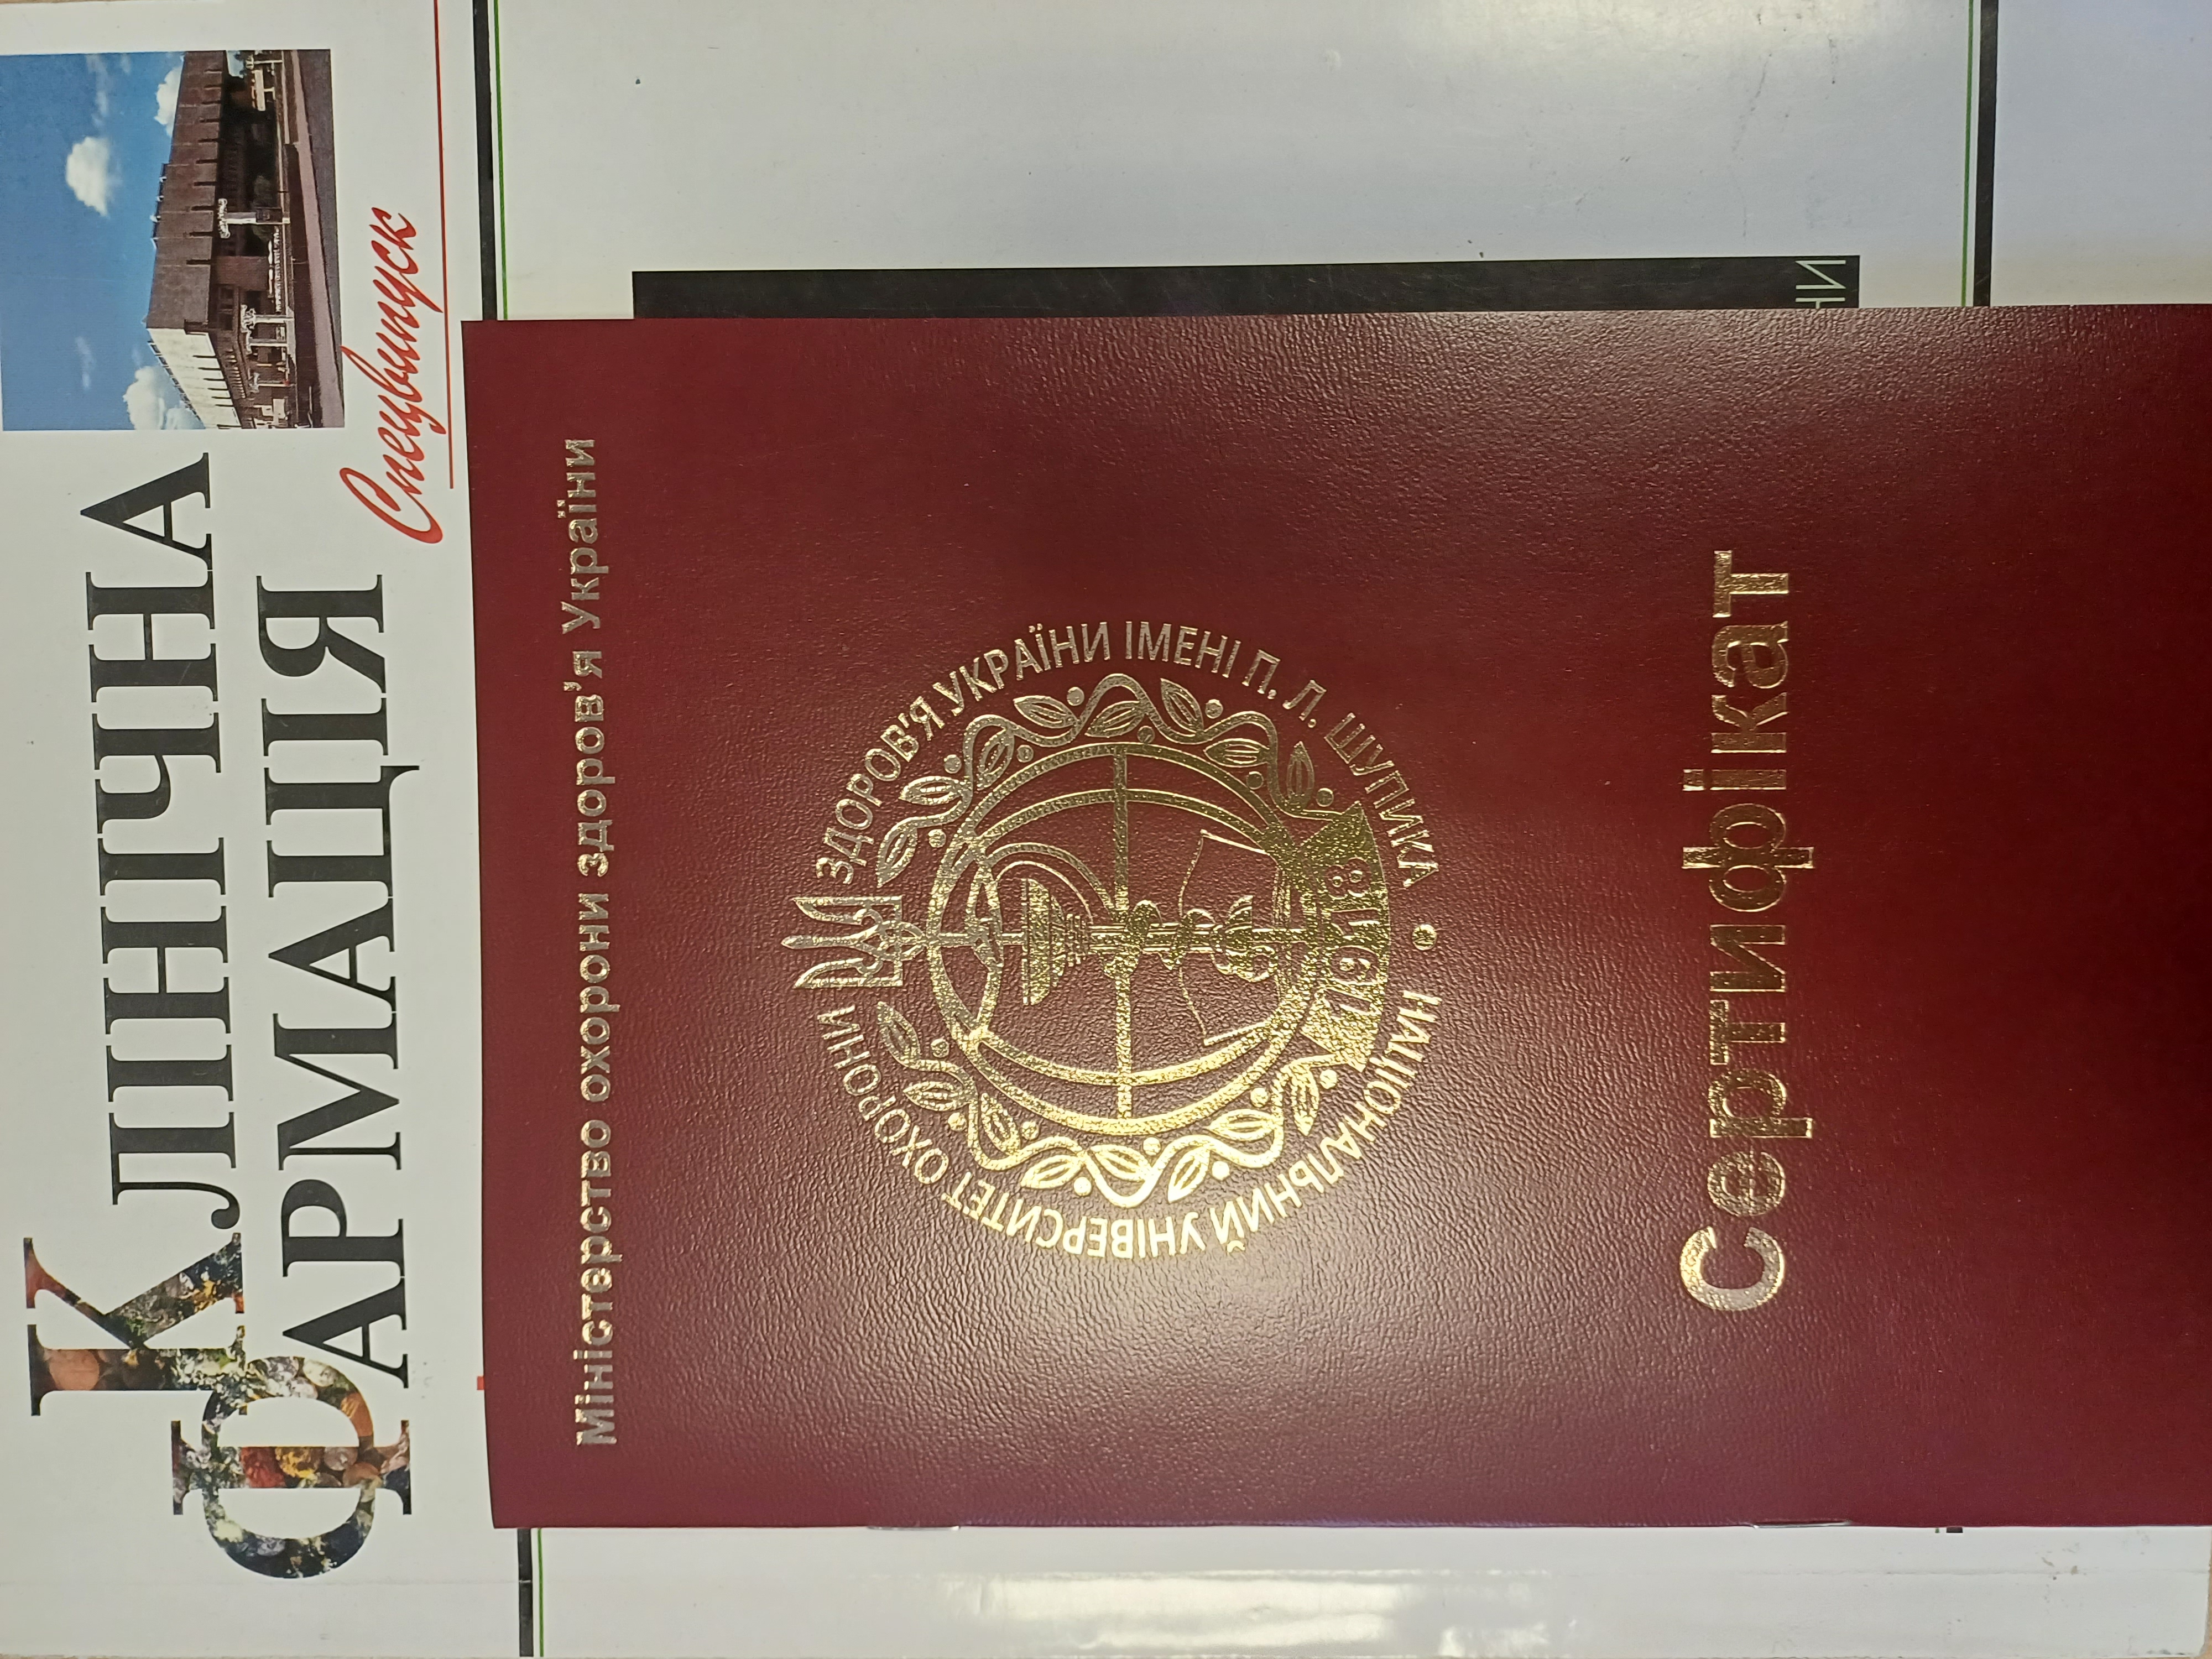 КЛІНІЧНА
ФАРМАЦІЯ
Спецвипуск
Міністерство охорони здоров'я України
НАЦІОНАЛЬНИЙ УНІВЕРСИТЕТ ОХОРОНИ ЗДОРОВ'Я УКРАЇНИ ІМЕНІ П. Л. ШУПИКА
1918
Сертифікат